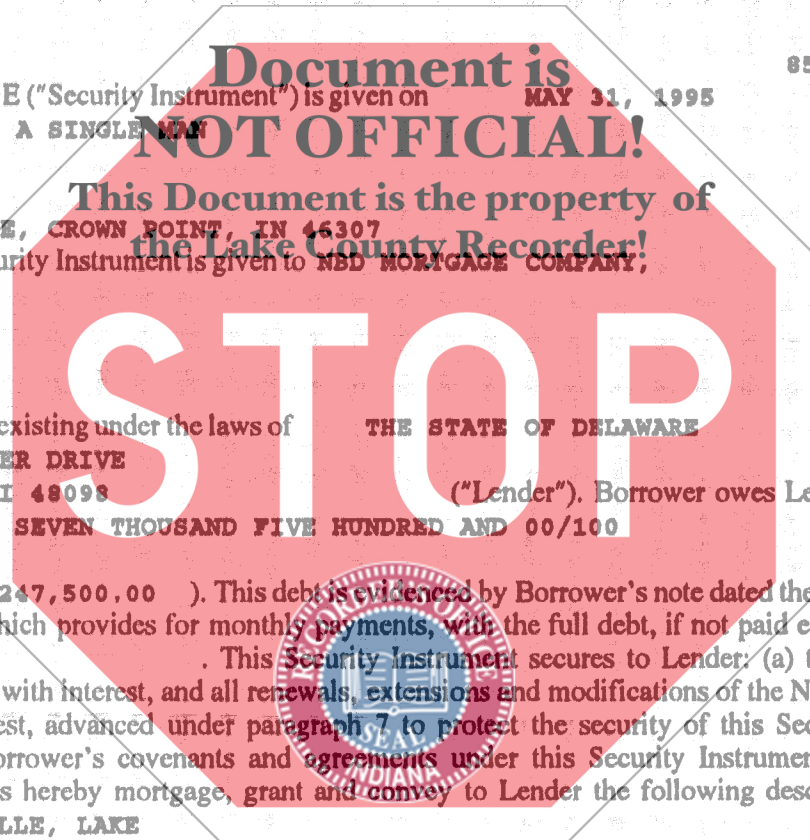 Document is
85
E ("Security Instrument") is given on MAY 31, 1995
A SINGLE MAN
NOT OFFICIAL!
This Document is the property of
E, CROWN POINT, IN 46307
the Lake County Recorder!
urity Instrument is given to NBD MORTGAGE COMPANY,
STOP
existing under the laws of THE STATE OF DELAWARE
ER DRIVE
I 48098 ("Lender"). Borrower owes Le
SEVEN THOUSAND FIVE HUNDRED AND 00/100
247,500.00 ). This debt is evidenced by Borrower's note dated the
hich provides for monthly payments, with the full debt, if not paid e
. This Security Instrument secures to Lender: (a) t
with interest, and all renewals, extensions and modifications of the N
est, advanced under paragraph 7 to protect the security of this Sec
orrower's covenants and agreements under this Security Instrumen
s hereby mortgage, grant and convey to Lender the following desc
LLE, LAKE
RECORDER'S OFFICE
SEAL
INDIANA